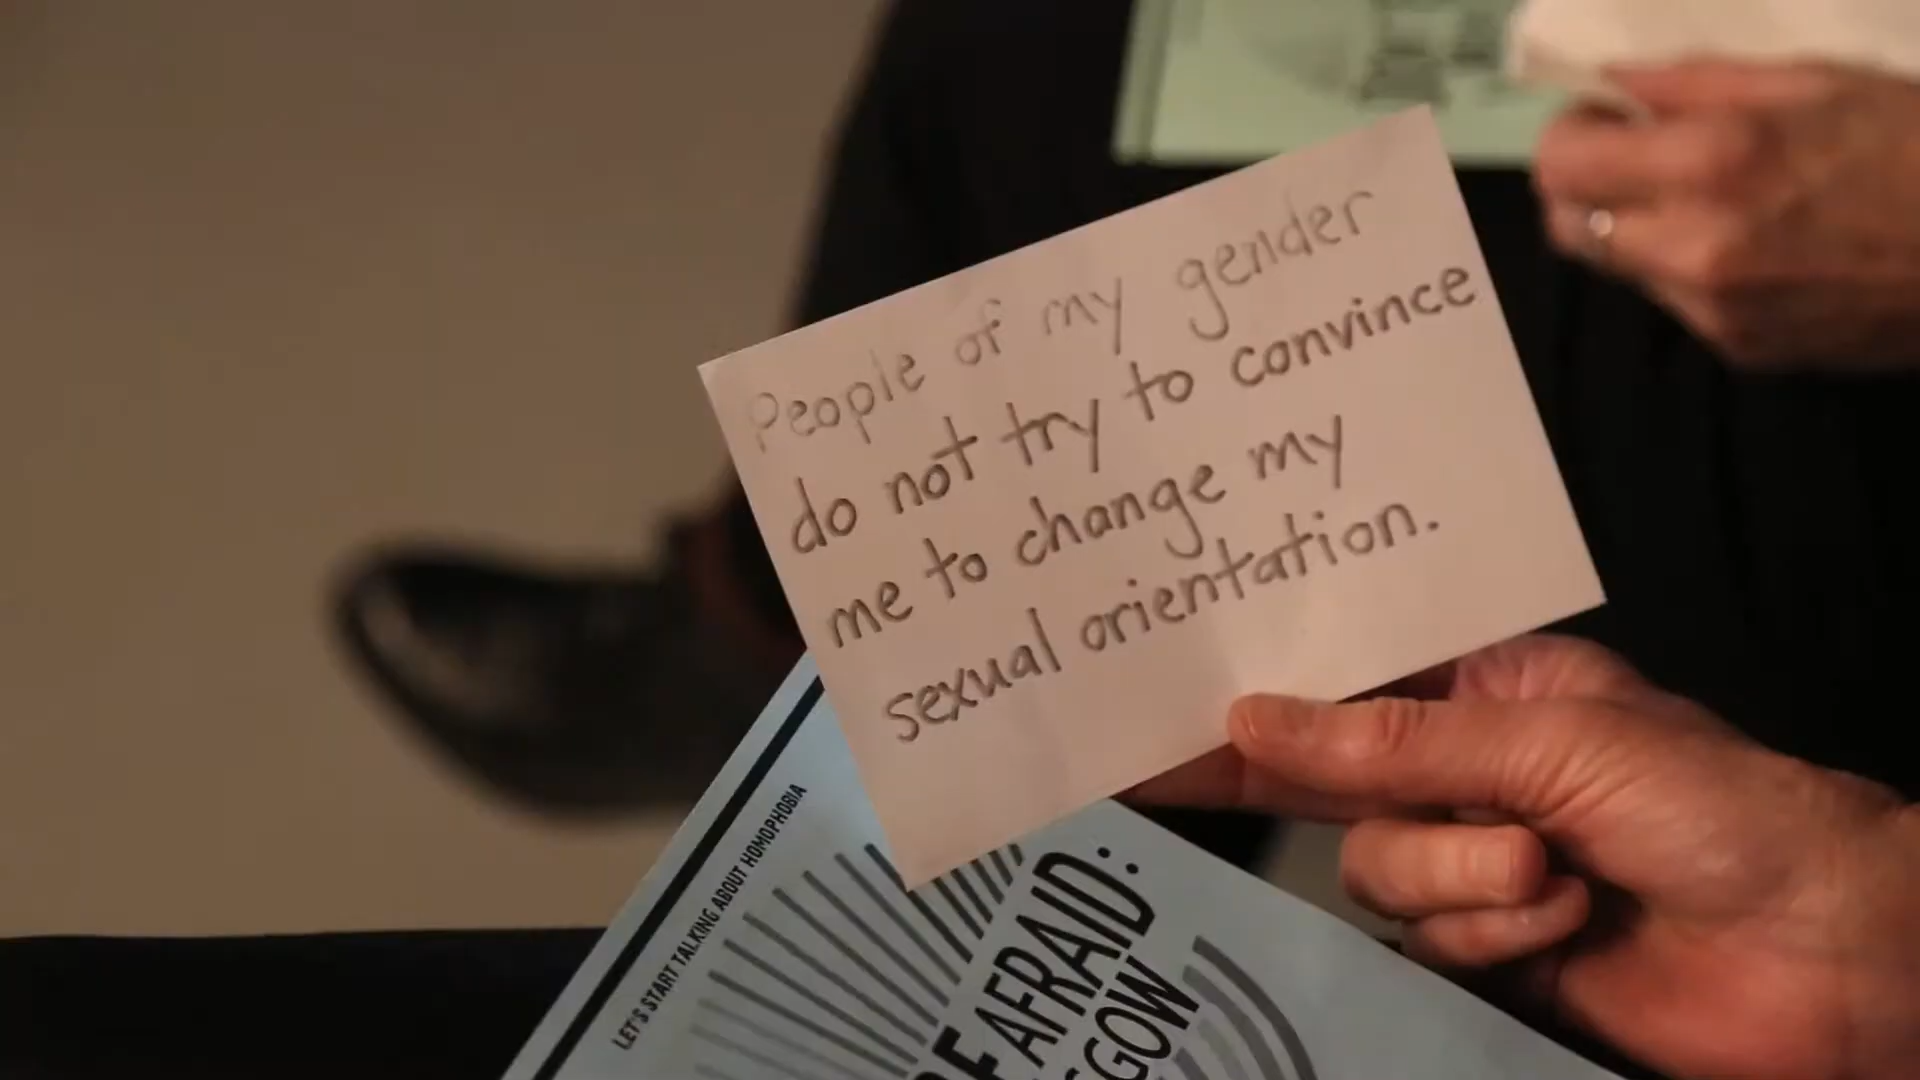 People of my gender
do not try to convince
me to change my
sexual orientation.
LET'S START TALKING ABOUT HOMOPHOBIA
AFRAID: